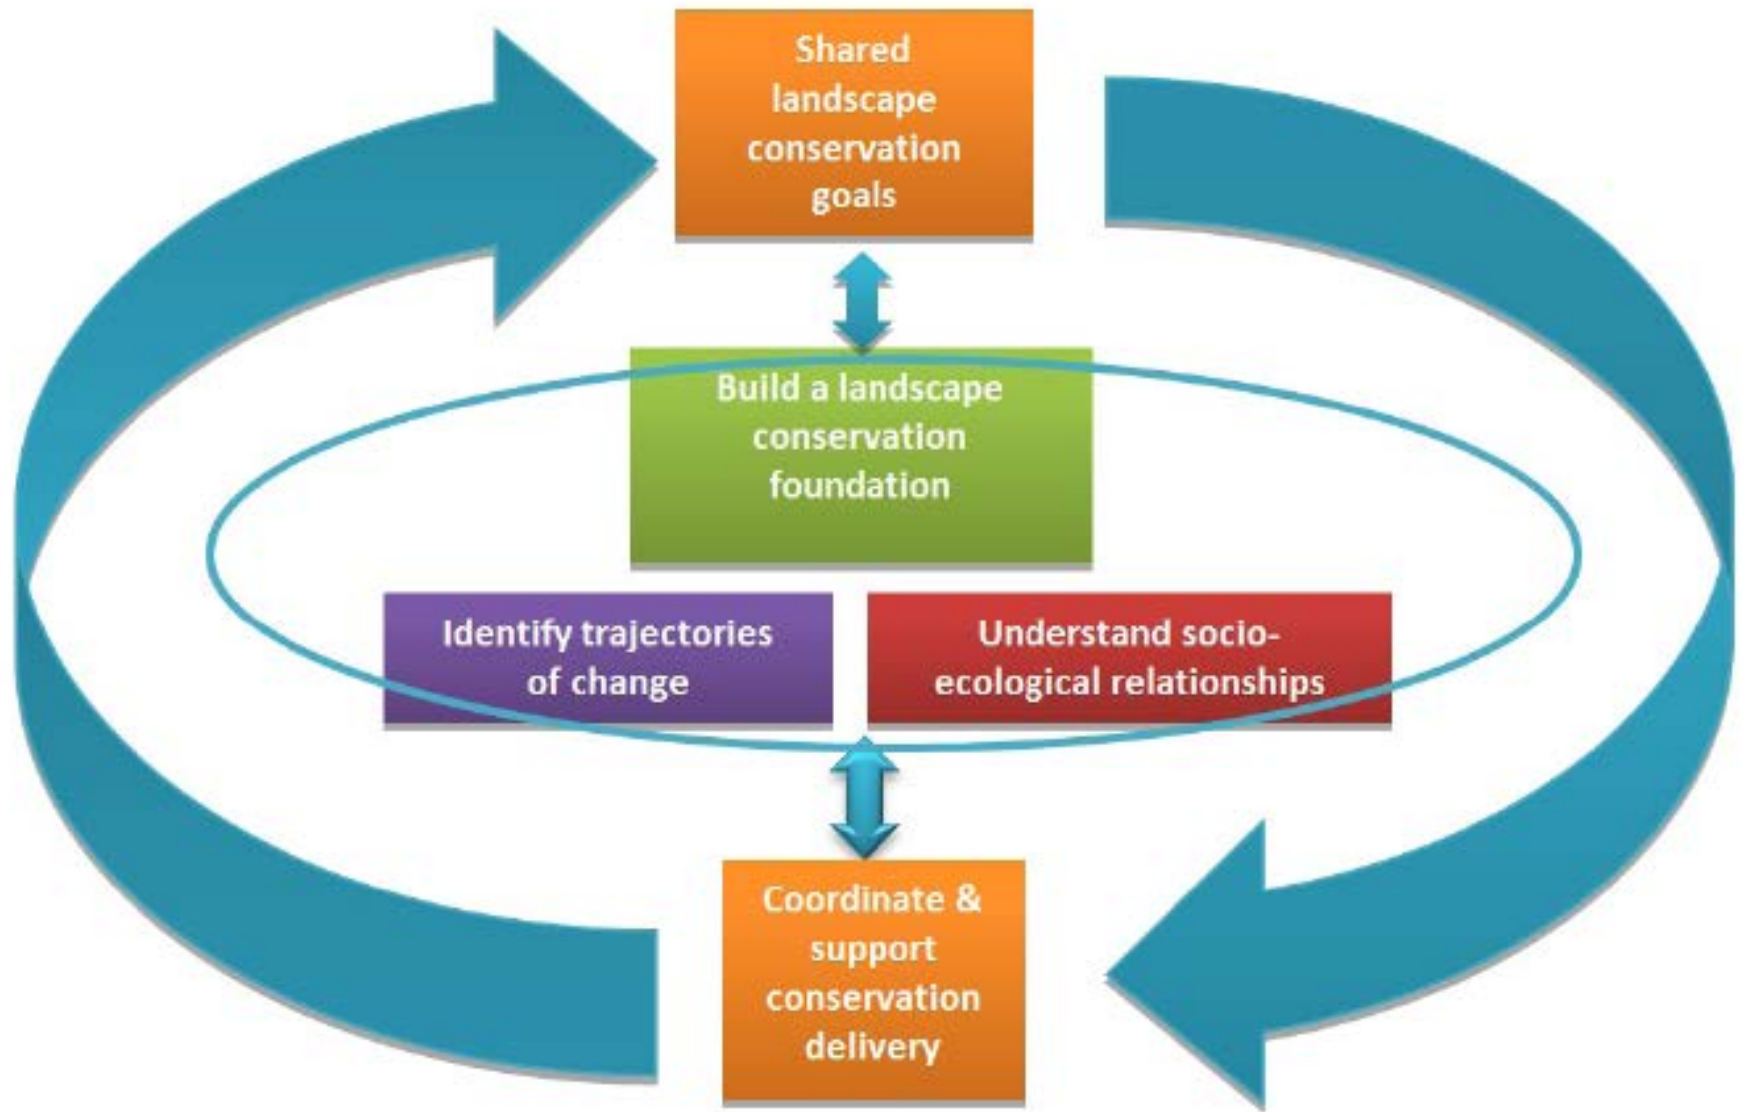 Shared
landscape
conservation
goals
Build a landscape
conservation
foundation
Identify trajectories
of change
Understand socio-
ecological relationships
Coordinate &
support
conservation
delivery